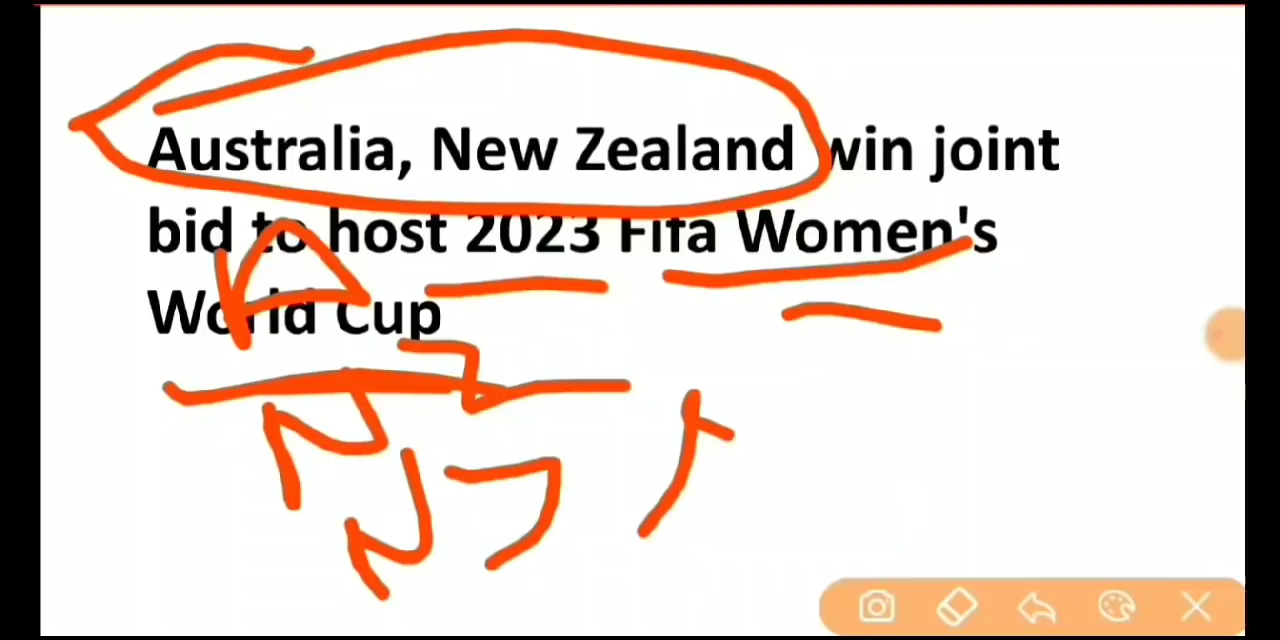 Australia, New Zealand win joint
bid to host 2023 Fifa Women's
World Cup